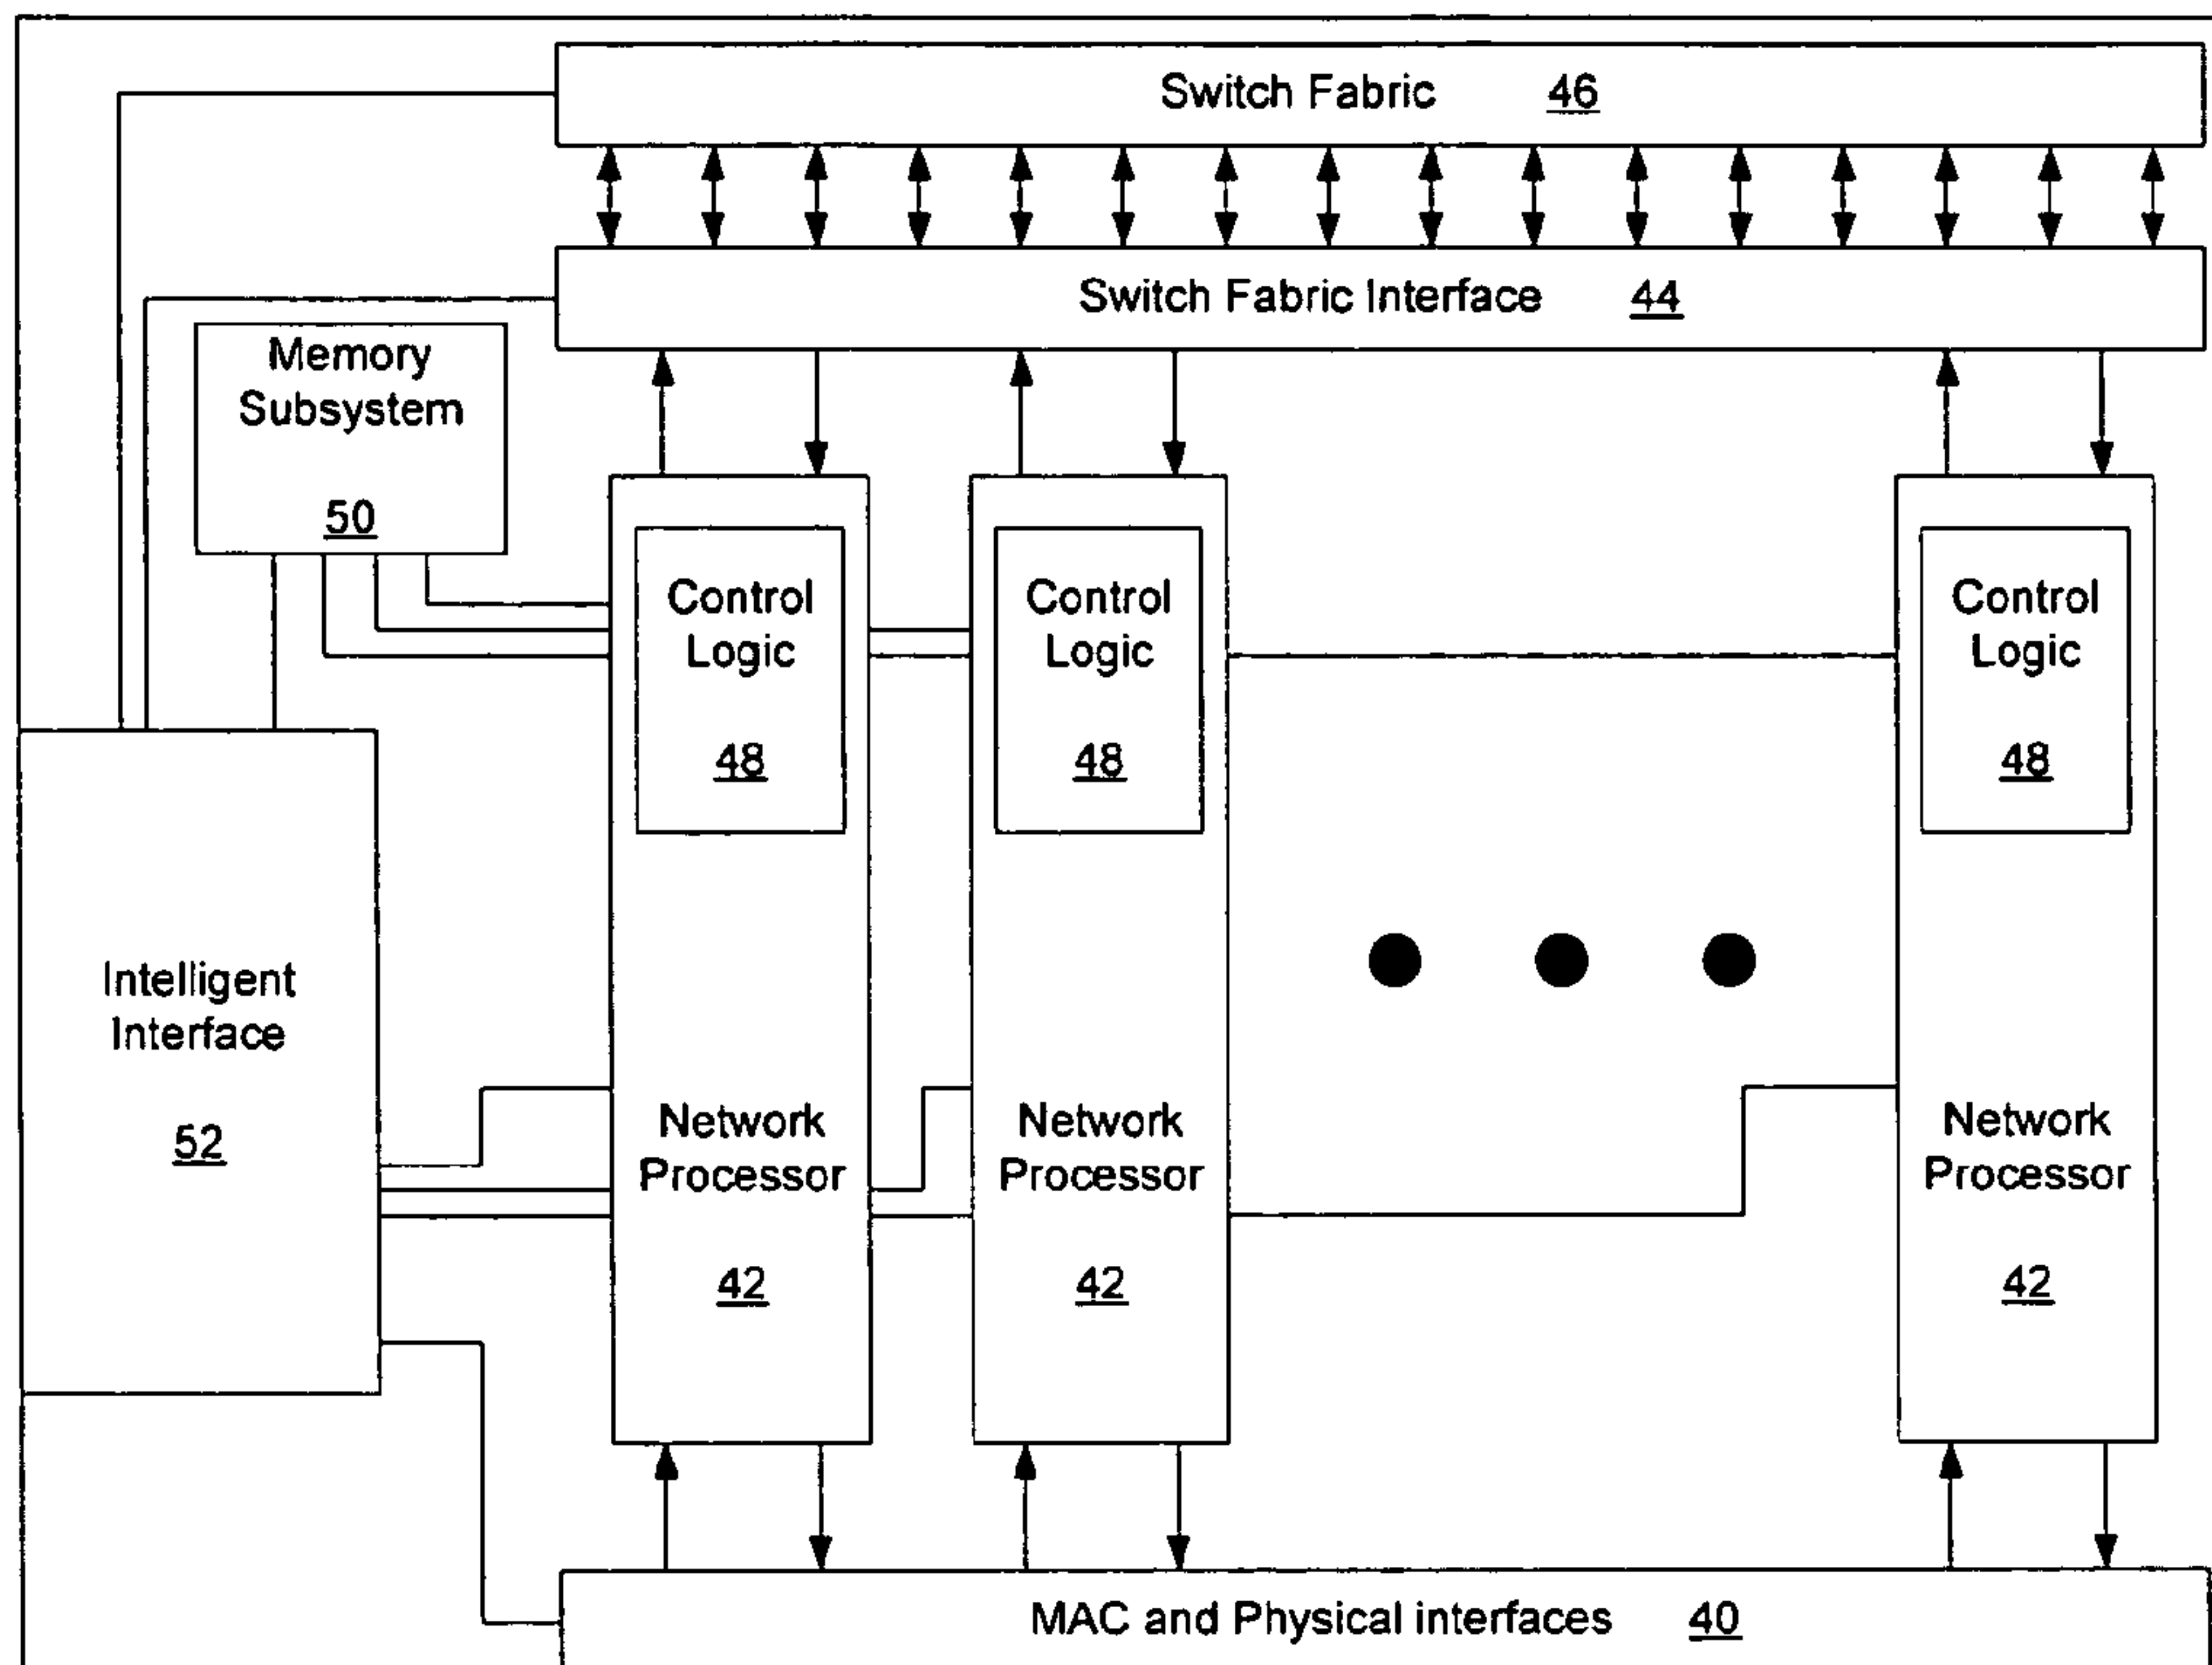 Switch Fabric 46
Switch Fabric Interface 44
Memory
Subsystem
50
Control
Logic
48
Control
Logic
48
Control
Logic
48
Intelligent
Interface
52
Network
Processor
42
Network
Processor
42
Network
Processor
42
MAC and Physical interfaces 40